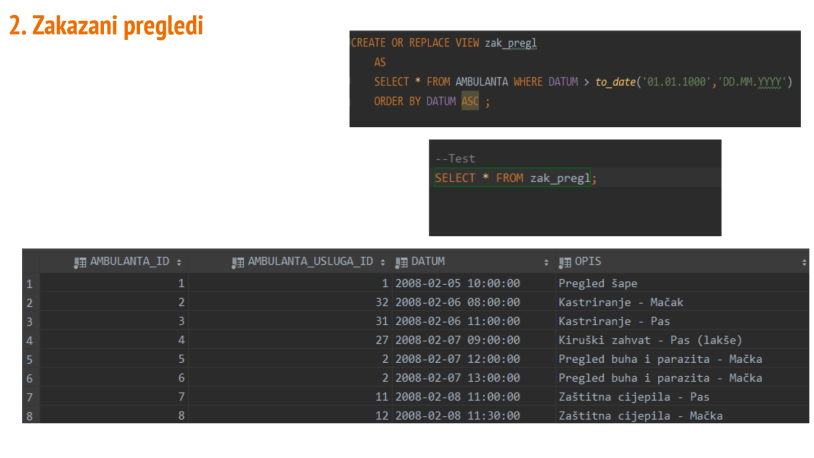 2. Zakazani pregledi
CREATE OR REPLACE VIEW zak_pregl
AS
SELECT * FROM AMBULANTA WHERE DATUM > to_date('01.01.1000','DD.MM.YYYY')
ORDER BY DATUM ASC ;
--Test
SELECT * FROM zak_pregl;
AMBULANTA_ID AMBULANTA_USLUGA_ID DATUM OPIS
1 1 1 2008-02-05 10:00:00 Pregled šape
2 2 32 2008-02-06 08:00:00 Kastriranje - Mačak
3 3 31 2008-02-06 11:00:00 Kastriranje - Pas
4 4 27 2008-02-07 09:00:00 Kiruški zahvat - Pas (lakše)
5 5 2 2008-02-07 12:00:00 Pregled buha i parazita - Mačka
6 6 2 2008-02-07 13:00:00 Pregled buha i parazita - Mačka
7 7 11 2008-02-08 11:00:00 Zaštitna cijepila - Pas
8 8 12 2008-02-08 11:30:00 Zaštitna cijepila - Mačka